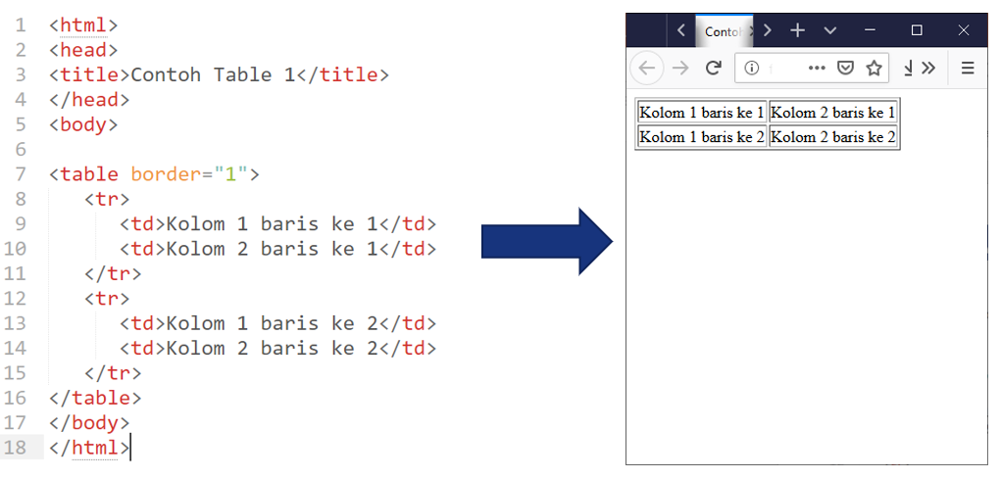 1 <html>
2 <head>
3 <title>Contoh Table 1</title>
4 </head>
5 <body>
6
7 <table border="1">
8 <tr>
9 <td>Kolom 1 baris ke 1</td>
10 <td>Kolom 2 baris ke 1</td>
11 </tr>
12 <tr>
13 <td>Kolom 1 baris ke 2</td>
14 <td>Kolom 2 baris ke 2</td>
15 </tr>
16 </table>
17 </body>
18 </html>
Contoh
Kolom 1 baris ke 1 Kolom 2 baris ke 1
Kolom 1 baris ke 2 Kolom 2 baris ke 2